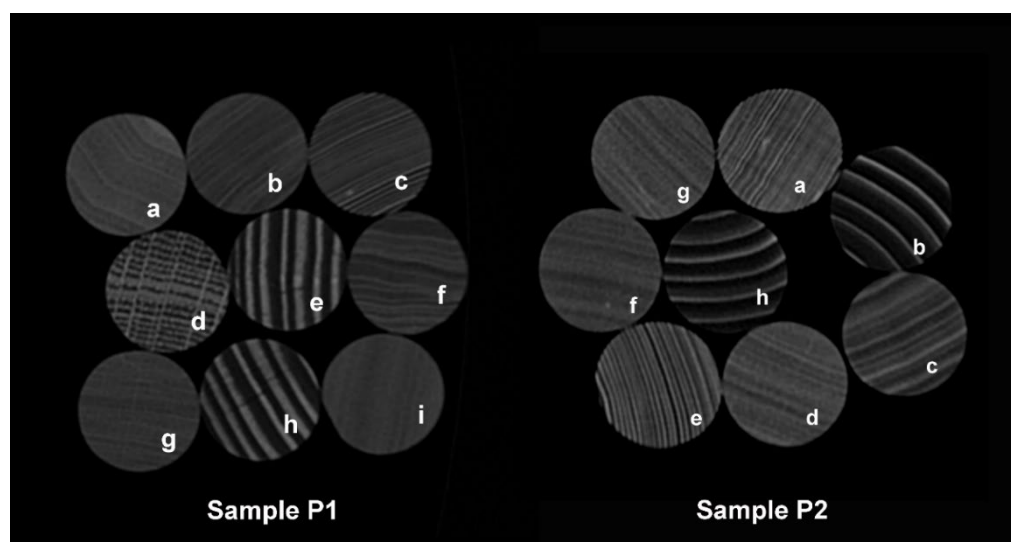 a b c
d e f
g h i
Sample P1
g a b
f h c
e d
Sample P2